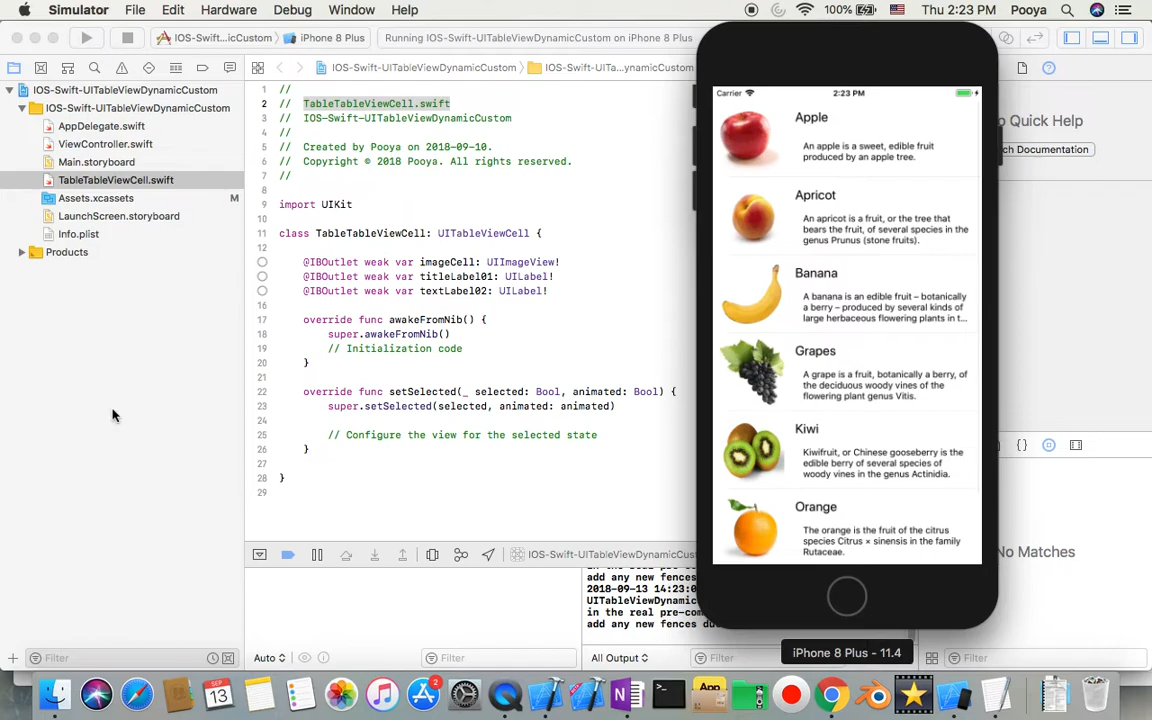 Simulator File Edit Hardware Debug Window Help 100% Thu 2:23 PM Pooya
IOS-Swift...icCustom iPhone 8 Plus Running IOS-Swift-UITableViewDynamicCustom on iPhone 8 Plus
IOS-Swift-UITableViewDynamicCustom IOS-Swift-UITa...ynamicCustom
IOS-Swift-UITableViewDynamicCustom
IOS-Swift-UITableViewDynamicCustom
AppDelegate.swift
ViewController.swift
Main.storyboard
TableTableViewCell.swift
Assets.xcassets M
LaunchScreen.storyboard
Info.plist
Products
Filter
1 //
2 // TableTableViewCell.swift
3 // IOS-Swift-UITableViewDynamicCustom
4 //
5 // Created by Pooya on 2018-09-10.
6 // Copyright © 2018 Pooya. All rights reserved.
7 //
8
9 import UIKit
10
11 class TableTableViewCell: UITableViewCell {
12
@IBOutlet weak var imageCell: UIImageView!
@IBOutlet weak var titleLabel01: UILabel!
@IBOutlet weak var textLabel02: UILabel!
16
17 override func awakeFromNib() {
18 super.awakeFromNib()
19 // Initialization code
20 }
21
22 override func setSelected(_ selected: Bool, animated: Bool) {
23 super.setSelected(selected, animated: animated)
24
25 // Configure the view for the selected state
26 }
27
28 }
29
IOS-Swift-UITableViewDynamicCus
add any new fences
2018-09-13 14:23:0
UITableViewDynamic
in the real pre-com
add any new fences du
Auto Filter All Output Filter
Carrier 2:23 PM
Apple
An apple is a sweet, edible fruit
produced by an apple tree.
Apricot
An apricot is a fruit, or the tree that
bears the fruit, of several species in the
genus Prunus (stone fruits).
Banana
A banana is an edible fruit – botanically
a berry – produced by several kinds of
large herbaceous flowering plants in t...
Grapes
A grape is a fruit, botanically a berry, of
the deciduous woody vines of the
flowering plant genus Vitis.
Kiwi
Kiwifruit, or Chinese gooseberry is the
edible berry of several species of
woody vines in the genus Actinidia.
Orange
The orange is the fruit of the citrus
species Citrus × sinensis in the family
Rutaceae.
iPhone 8 Plus - 11.4
o Quick Help
ch Documentation
{}
No Matches
Filter
SEP
13
2
App